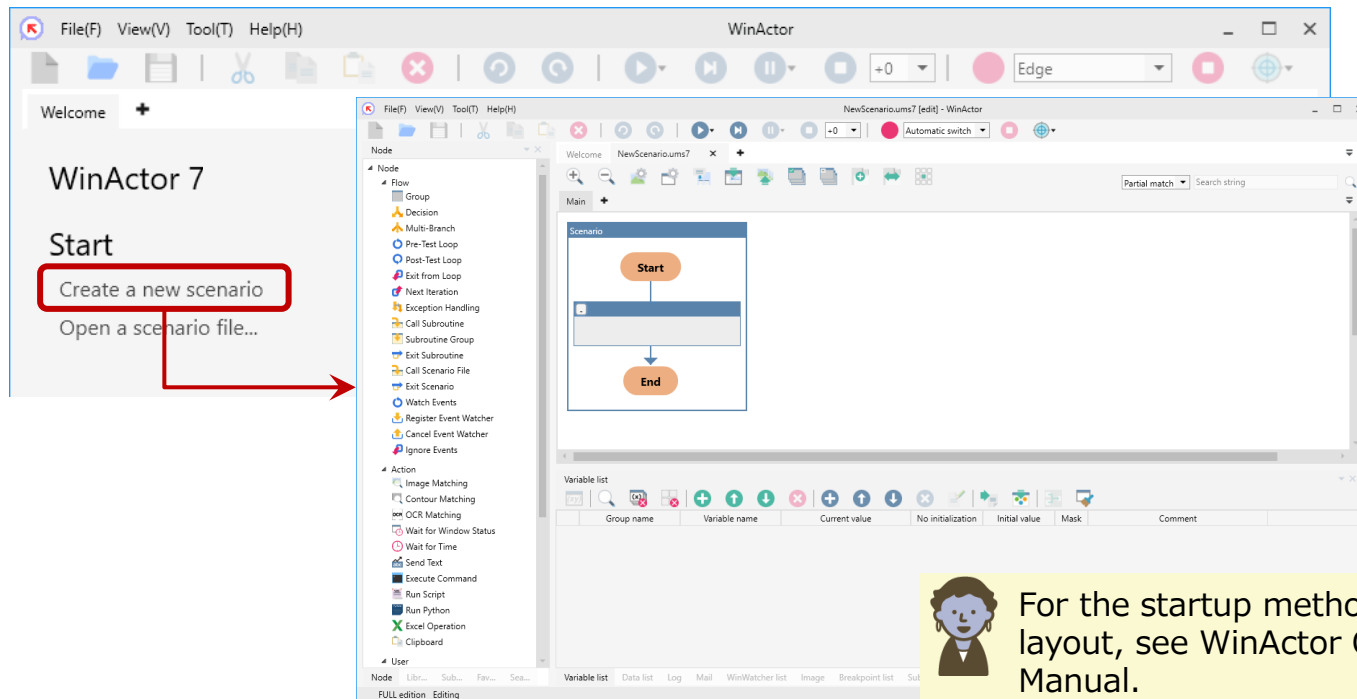 File(F) View(V) Tool(T) Help(H) WinActor
+0 Edge
Welcome +
WinActor 7
Start
Create a new scenario
Open a scenario file...
File(F) View(V) Tool(T) Help(H) NewScenario.ums7 [edit] - WinActor
+0 Automatic switch
Node
Node
Flow
Group
Decision
Multi-Branch
Pre-Test Loop
Post-Test Loop
Exit from Loop
Next Iteration
Exception Handling
Call Subroutine
Subroutine Group
Exit Subroutine
Call Scenario File
Exit Scenario
Watch Events
Register Event Watcher
Cancel Event Watcher
Ignore Events
Action
Image Matching
Contour Matching
OCR Matching
Wait for Window Status
Wait for Time
Send Text
Execute Command
Run Script
Run Python
Excel Operation
Clipboard
User
Node Libr... Sub... Fav... Sea...
FULL edition Editing
Welcome NewScenario.ums7 × +
Partial match Search string
Main +
Scenario
Start
End
Variable list
Group name Variable name Current value No initialization Initial value Mask Comment
Variable list Data list Log Mail WinWatcher list Image Breakpoint list
For the startup metho
layout, see WinActor
Manual.